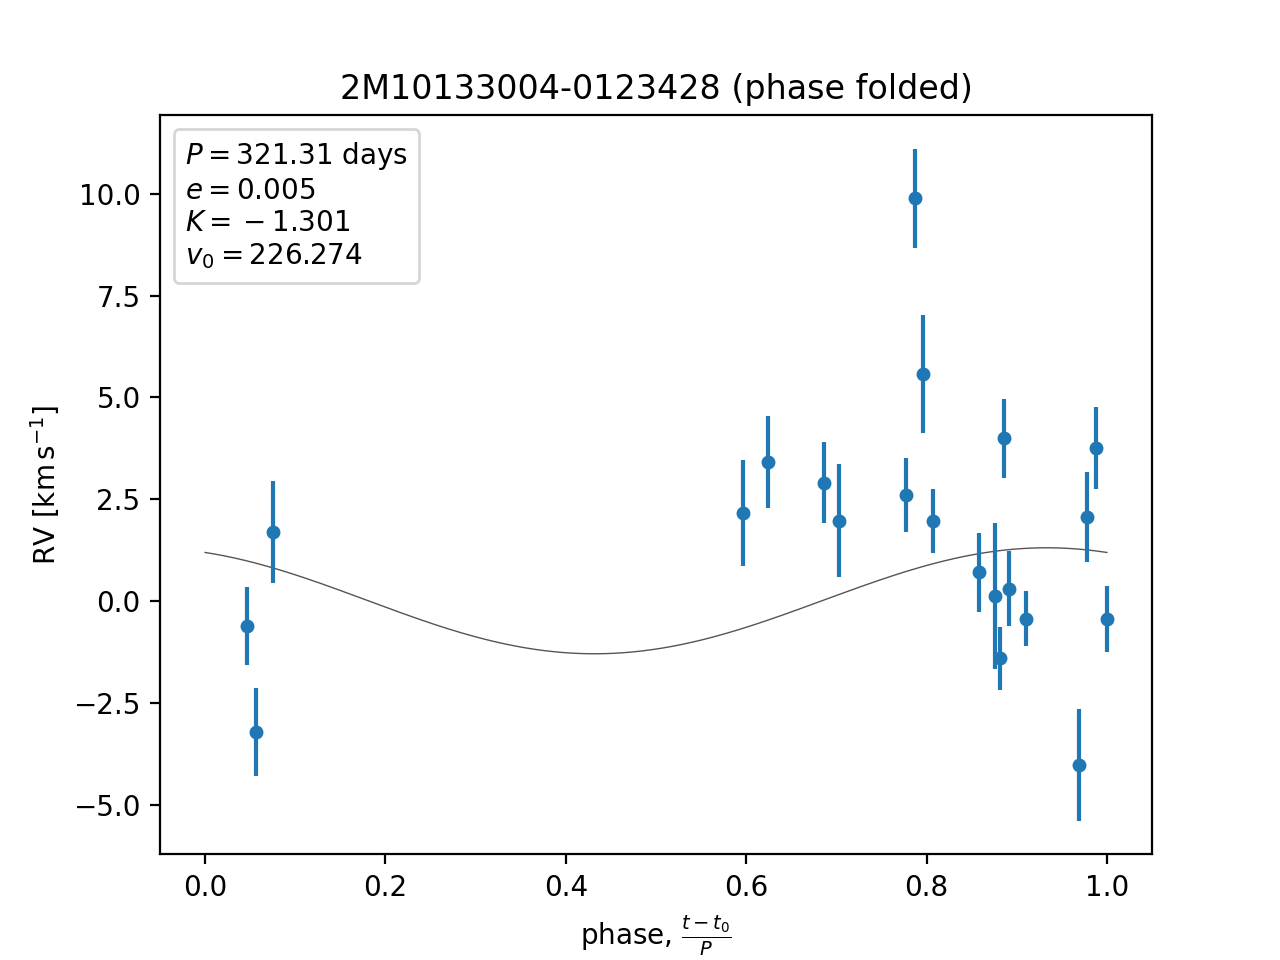 2M10133004-0123428 (phase folded)
P = 321.31 days
e = 0.005
K = −1.301
v₀ = 226.274
10.0
7.5
5.0
2.5
0.0
−2.5
−5.0
RV [km s⁻¹]
0.0 0.2 0.4 0.6 0.8 1.0
phase, (t − t₀)/P